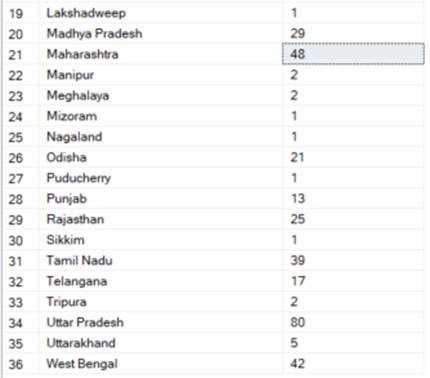 19 Lakshadweep 1
20 Madhya Pradesh 29
21 Maharashtra 48
22 Manipur 2
23 Meghalaya 2
24 Mizoram 1
25 Nagaland 1
26 Odisha 21
27 Puducherry 1
28 Punjab 13
29 Rajasthan 25
30 Sikkim 1
31 Tamil Nadu 39
32 Telangana 17
33 Tripura 2
34 Uttar Pradesh 80
35 Uttarakhand 5
36 West Bengal 42